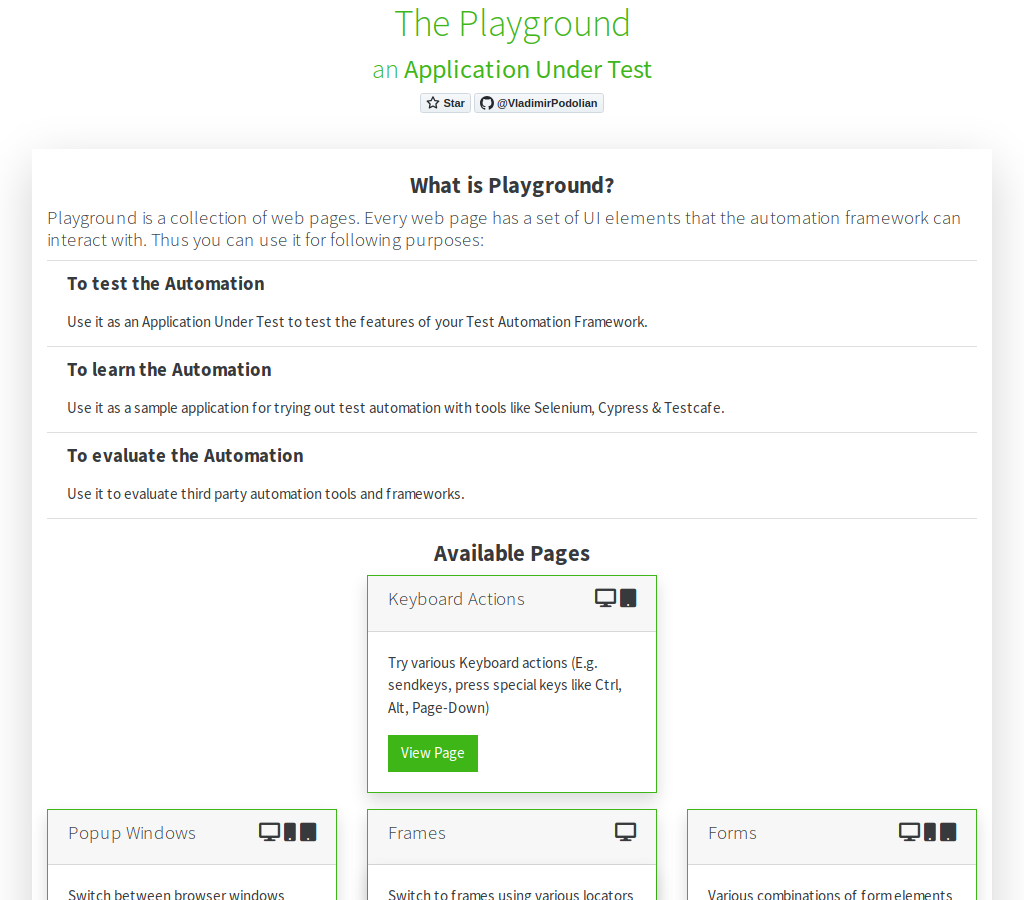 The Playground
an Application Under Test
Star @VladimirPodolian
What is Playground?
Playground is a collection of web pages. Every web page has a set of UI elements that the automation framework can
interact with. Thus you can use it for following purposes:
To test the Automation
Use it as an Application Under Test to test the features of your Test Automation Framework.
To learn the Automation
Use it as a sample application for trying out test automation with tools like Selenium, Cypress & Testcafe.
To evaluate the Automation
Use it to evaluate third party automation tools and frameworks.
Available Pages
Keyboard Actions
Try various Keyboard actions (E.g.
sendkeys, press special keys like Ctrl,
Alt, Page-Down)
View Page
Popup Windows
Switch between browser windows
Frames
Switch to frames using various locators
Forms
Various combinations of form elements